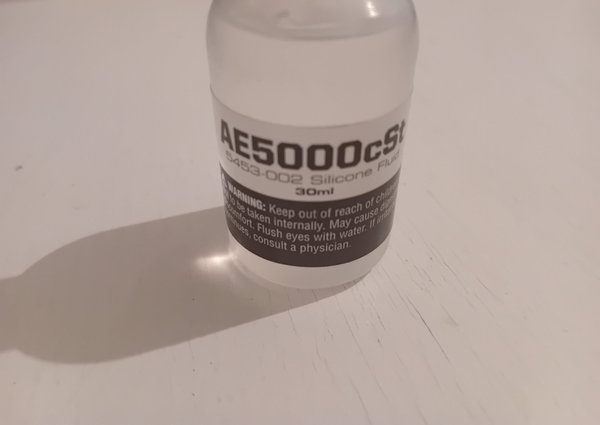 AE5000cSt
5453-002 Silicone Fluid
30ml
WARNING: Keep out of reach of
to be taken internally. May cause
Flush eyes with water. If
consult a physician.